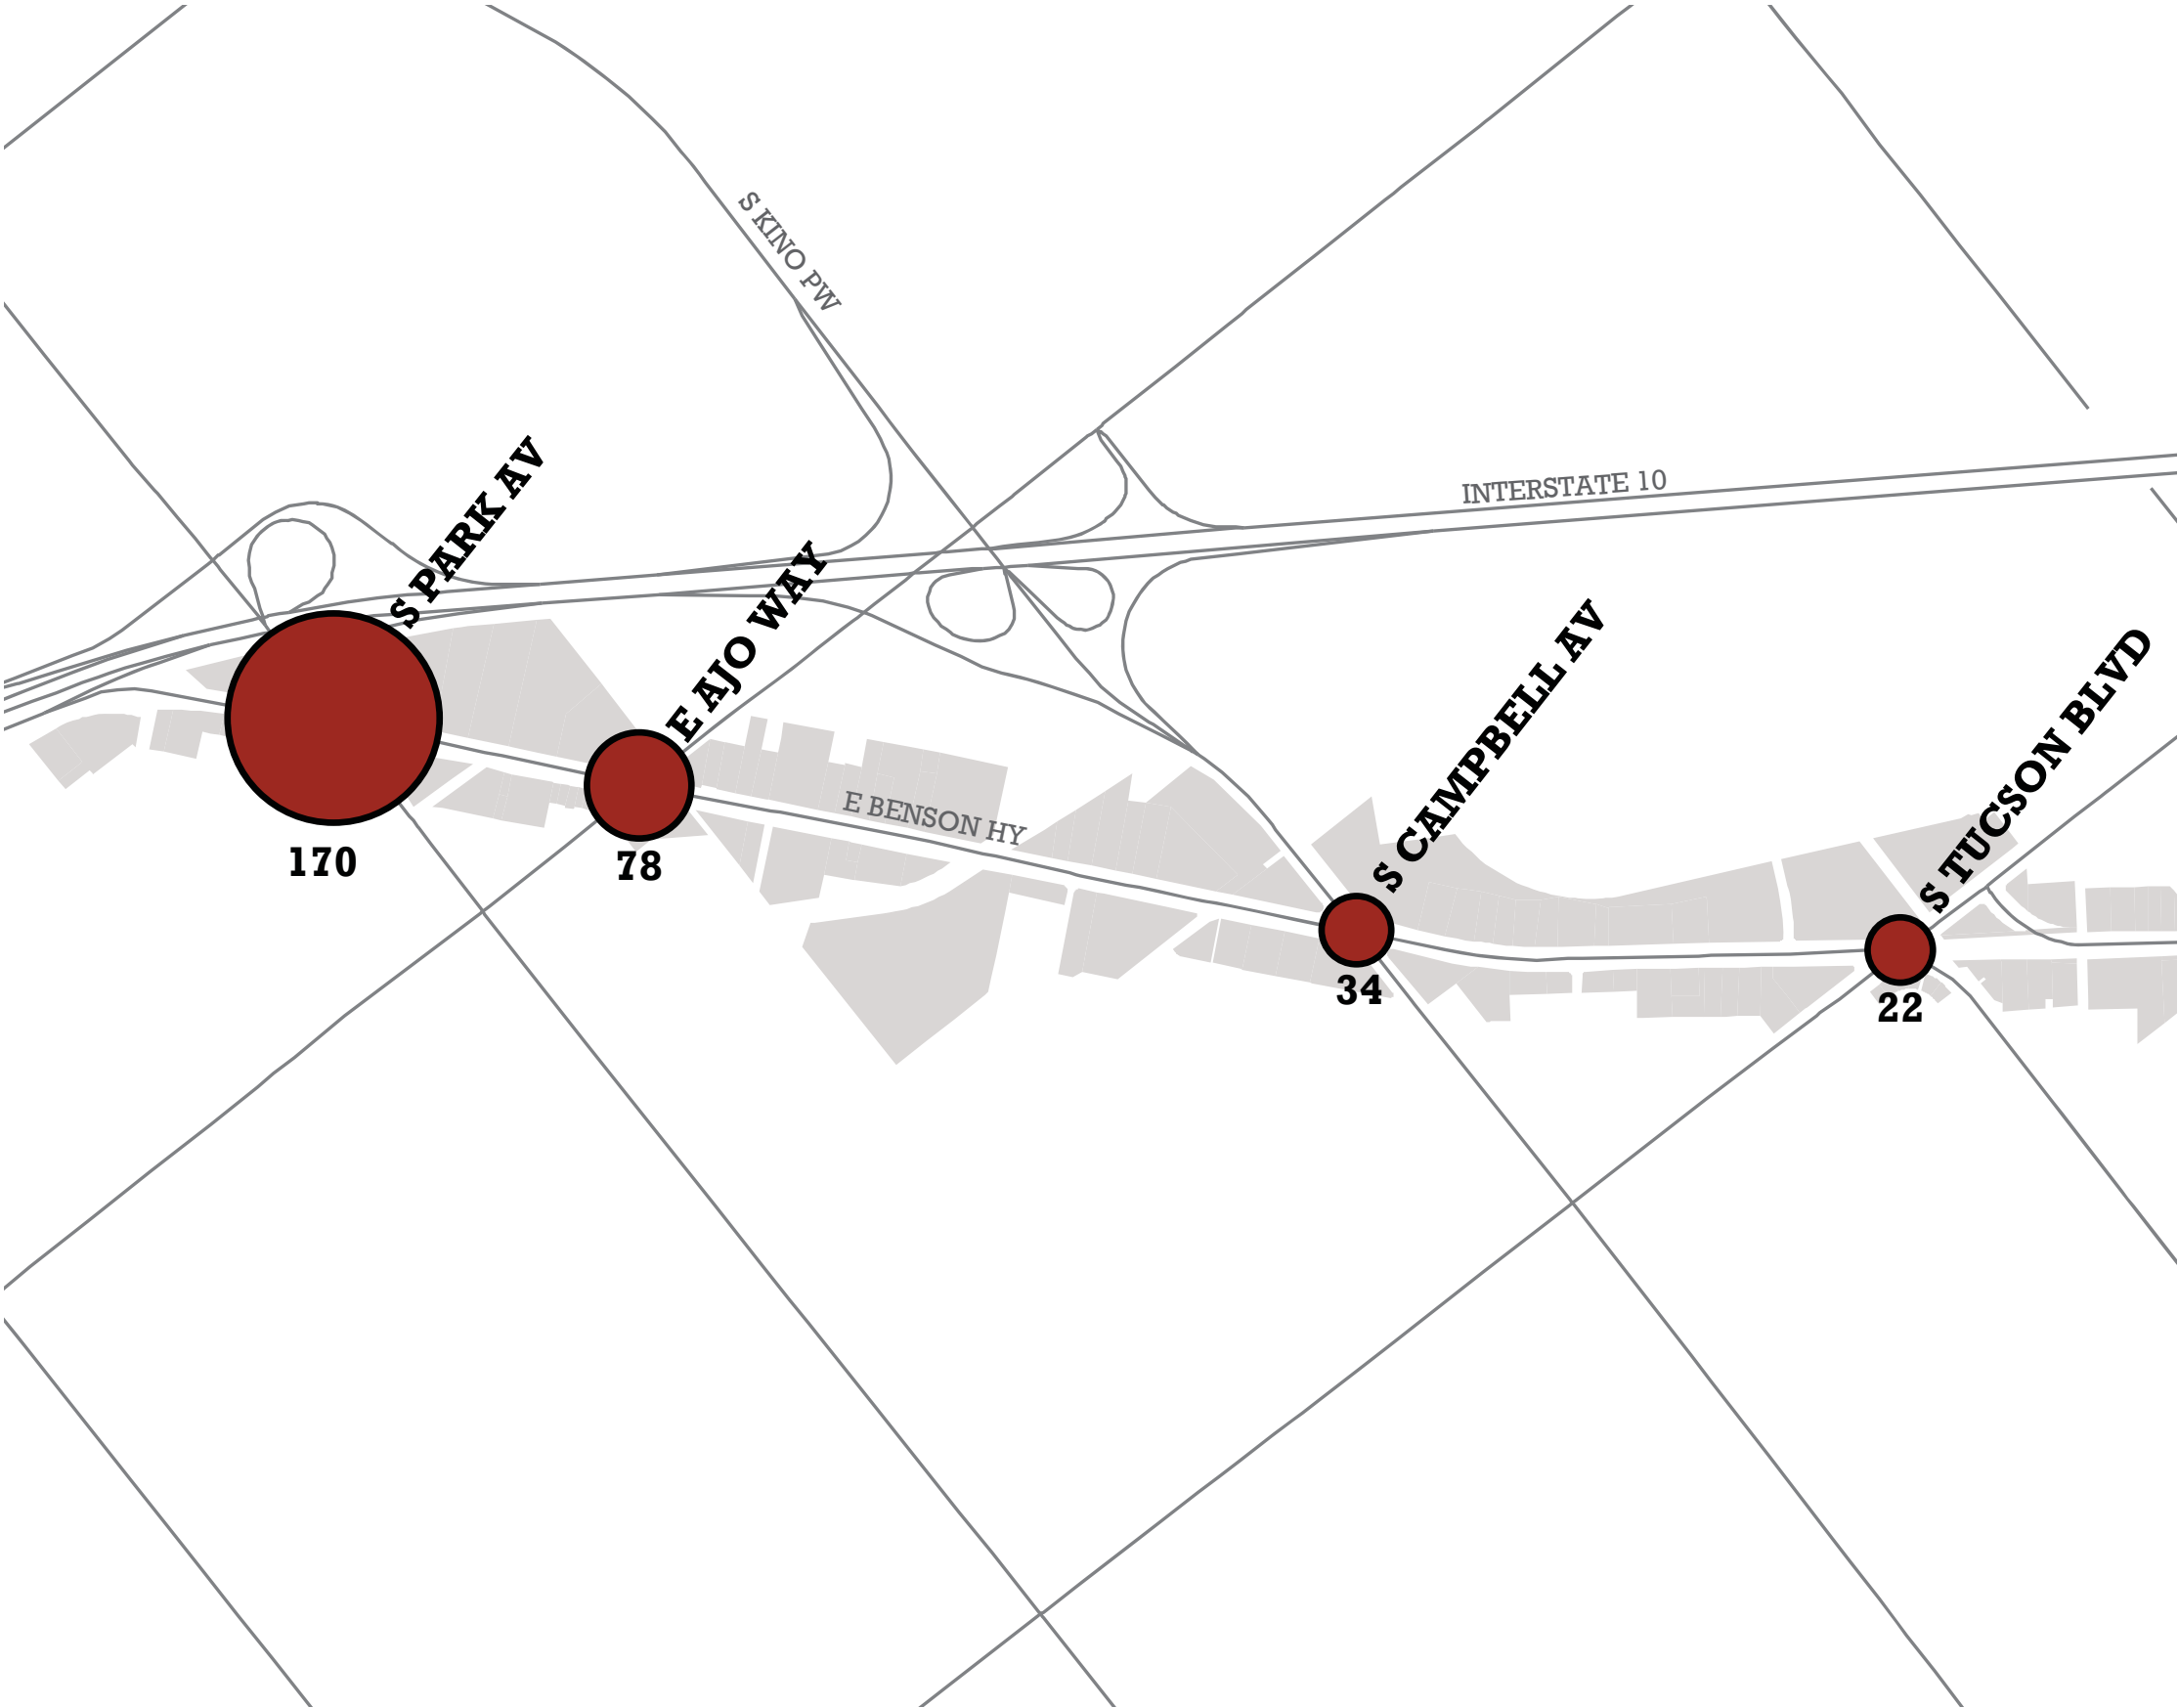 S KINO PW
INTERSTATE 10
S PARK AV
E AJO WAY
S CAMPBELL AV
S TUCSON BLVD
E BENSON HY
170
78
34
22